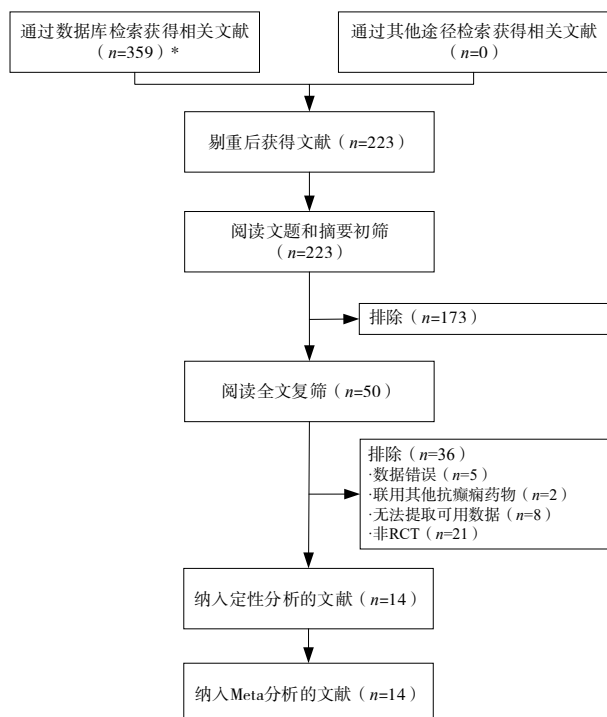 通过数据库检索获得相关文献
（n=359）*
通过其他途径检索获得相关文献
（n=0）
剔重后获得文献（n=223）
阅读文题和摘要初筛
（n=223）
排除（n=173）
阅读全文复筛（n=50）
排除（n=36）
·数据错误（n=5）
·联用其他抗癫痫药物（n=2）
·无法提取可用数据（n=8）
·非RCT（n=21）
纳入定性分析的文献（n=14）
纳入Meta分析的文献（n=14）